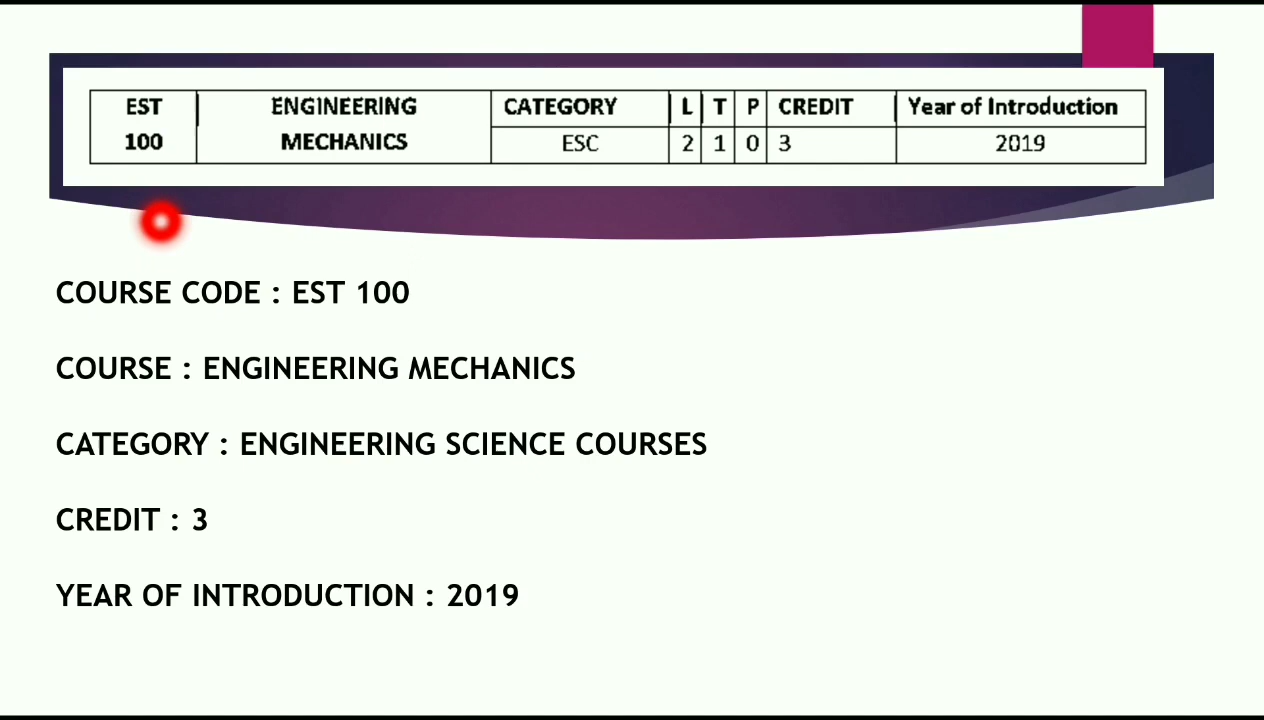 EST 100 ENGINEERING MECHANICS CATEGORY L T P CREDIT Year of Introduction
ESC 2 1 0 3 2019
COURSE CODE : EST 100
COURSE : ENGINEERING MECHANICS
CATEGORY : ENGINEERING SCIENCE COURSES
CREDIT : 3
YEAR OF INTRODUCTION : 2019